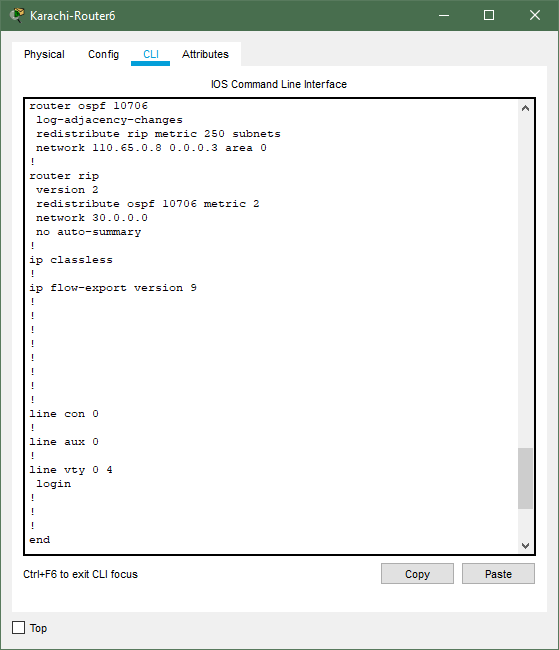 Karachi-Router6
Physical Config CLI Attributes
IOS Command Line Interface
router ospf 10706
 log-adjacency-changes
 redistribute rip metric 250 subnets
 network 110.65.0.8 0.0.0.3 area 0
!
router rip
 version 2
 redistribute ospf 10706 metric 2
 network 30.0.0.0
 no auto-summary
!
ip classless
!
ip flow-export version 9
!
!
!
!
!
!
!
!
line con 0
!
line aux 0
!
line vty 0 4
 login
!
!
!
end
Ctrl+F6 to exit CLI focus
Copy Paste
Top